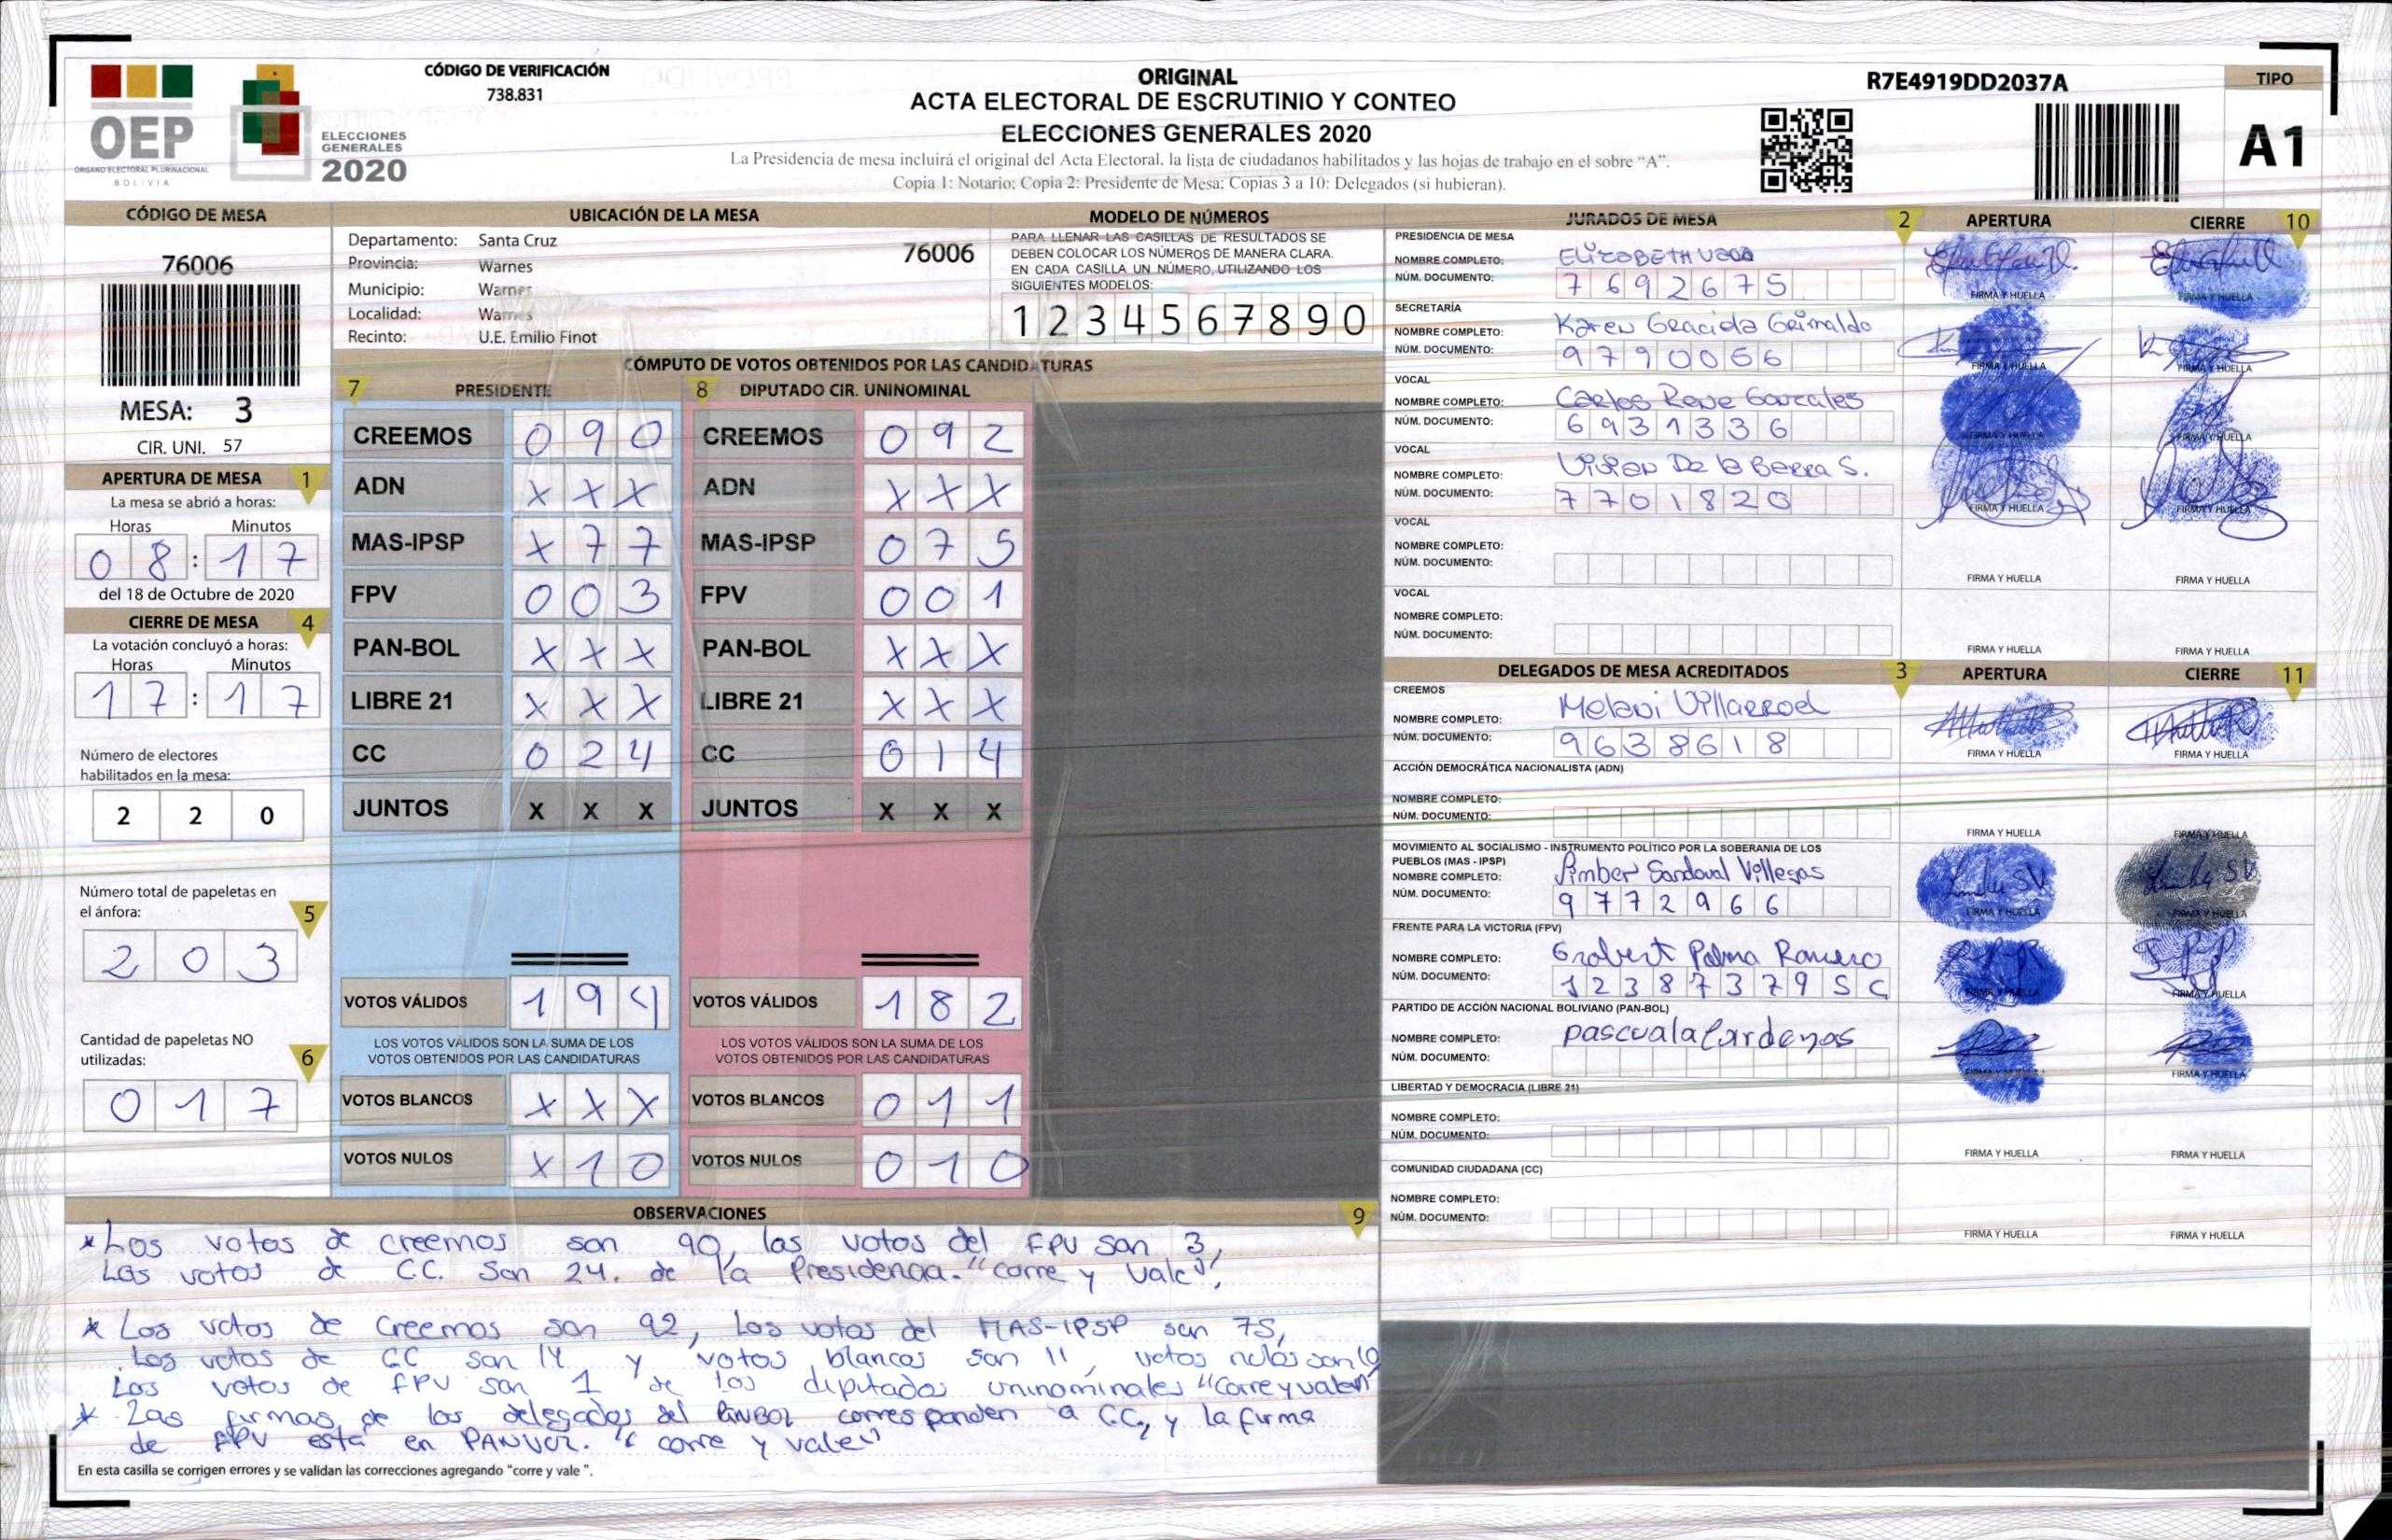 OEP
ÓRGANO ELECTORAL PLURINACIONAL
BOLIVIA
ELECCIONES
GENERALES
2020
CÓDIGO DE VERIFICACIÓN
738.831
ORIGINAL
ACTA ELECTORAL DE ESCRUTINIO Y CONTEO
ELECCIONES GENERALES 2020
La Presidencia de mesa incluirá el original del Acta Electoral, la lista de ciudadanos habilitados y las hojas de trabajo en el sobre “A”.
Copia 1: Notario; Copia 2: Presidente de Mesa; Copias 3 a 10: Delegados (si hubieran).
R7E4919DD2037A
TIPO
A1
CÓDIGO DE MESA
76006
MESA: 3
CIR. UNI. 57
APERTURA DE MESA 1
La mesa se abrió a horas:
Horas Minutos
08:17
del 18 de Octubre de 2020
CIERRE DE MESA 4
La votación concluyó a horas:
Horas Minutos
17:17
Número de electores
habilitados en la mesa:
2 2 0
Número total de papeletas en
el ánfora: 5
2 0 3
Cantidad de papeletas NO
utilizadas: 6
0 1 7
UBICACIÓN DE LA MESA
Departamento: Santa Cruz 76006
Provincia: Warnes
Municipio: Warnes
Localidad: Warnes
Recinto: U.E. Emilio Finot
MODELO DE NÚMEROS
PARA LLENAR LAS CASILLAS DE RESULTADOS SE
DEBEN COLOCAR LOS NÚMEROS DE MANERA CLARA.
EN CADA CASILLA UN NÚMERO, UTILIZANDO LOS
SIGUIENTES MODELOS:
1 2 3 4 5 6 7 8 9 0
CÓMPUTO DE VOTOS OBTENIDOS POR LAS CANDIDATURAS
7 PRESIDENTE 8 DIPUTADO CIR. UNINOMINAL
CREEMOS 0 9 0 CREEMOS 0 9 2
ADN X X X ADN X X X
MAS-IPSP X 7 7 MAS-IPSP 0 7 5
FPV 0 0 3 FPV 0 0 1
PAN-BOL X X X PAN-BOL X X X
LIBRE 21 X X X LIBRE 21 X X X
CC 0 2 4 CC 0 1 4
JUNTOS X X X JUNTOS X X X
VOTOS VÁLIDOS 1 9 4 VOTOS VÁLIDOS 1 8 2
LOS VOTOS VÁLIDOS SON LA SUMA DE LOS LOS VOTOS VÁLIDOS SON LA SUMA DE LOS
VOTOS OBTENIDOS POR LAS CANDIDATURAS VOTOS OBTENIDOS POR LAS CANDIDATURAS
VOTOS BLANCOS X X X VOTOS BLANCOS 0 1 1
VOTOS NULOS X 1 0 VOTOS NULOS 0 1 0
OBSERVACIONES 9
* Los votos de creemos son 90, los votos del FPV son 3,
Los votos de C.C. Son 24. de la Presidencia. "corre y vale",
* Los votos de Creemos son 92, Los votos del MAS-IPSP son 75,
Los votos de CC son 14 y votos blancos son 11, votos nulos son 10
Los votos de FPV son 1 de los diputados uninominales "corre y valen"
* Las firmas de los delegados del PANBOL corresponden a CC, y la firma
de FPV está en PANVOL. "corre y vale"
En esta casilla se corrigen errores y se validan las correcciones agregando “corre y vale ”.
JURADOS DE MESA 2 APERTURA CIERRE 10
PRESIDENCIA DE MESA
NOMBRE COMPLETO: ELIZABETH VACA
NÚM. DOCUMENTO: 7692675
FIRMA Y HUELLA FIRMA Y HUELLA
SECRETARÍA
NOMBRE COMPLETO: Karen Graciela Grimaldo
NÚM. DOCUMENTO: 9790066
FIRMA Y HUELLA FIRMA Y HUELLA
VOCAL
NOMBRE COMPLETO: Carlos Rene Gonzales
NÚM. DOCUMENTO: 6931336
FIRMA Y HUELLA FIRMA Y HUELLA
VOCAL
NOMBRE COMPLETO: Vivian De la Barra S.
NÚM. DOCUMENTO: 7701820
FIRMA Y HUELLA FIRMA Y HUELLA
VOCAL
NOMBRE COMPLETO:
NÚM. DOCUMENTO:
FIRMA Y HUELLA FIRMA Y HUELLA
VOCAL
NOMBRE COMPLETO:
NÚM. DOCUMENTO:
FIRMA Y HUELLA FIRMA Y HUELLA
DELEGADOS DE MESA ACREDITADOS 3 APERTURA CIERRE 11
CREEMOS
NOMBRE COMPLETO: Melani Villarroel
NÚM. DOCUMENTO: 9638618
FIRMA Y HUELLA FIRMA Y HUELLA
ACCIÓN DEMOCRÁTICA NACIONALISTA (ADN)
NOMBRE COMPLETO:
NÚM. DOCUMENTO:
FIRMA Y HUELLA FIRMA Y HUELLA
MOVIMIENTO AL SOCIALISMO - INSTRUMENTO POLÍTICO POR LA SOBERANIA DE LOS
PUEBLOS (MAS - IPSP)
NOMBRE COMPLETO: Limber Sandoval Villegas
NÚM. DOCUMENTO: 9772966
FIRMA Y HUELLA FIRMA Y HUELLA
FRENTE PARA LA VICTORIA (FPV)
NOMBRE COMPLETO: Grobert Palma Romero
NÚM. DOCUMENTO: 12387379SC
FIRMA Y HUELLA FIRMA Y HUELLA
PARTIDO DE ACCIÓN NACIONAL BOLIVIANO (PAN-BOL)
NOMBRE COMPLETO: pascuala Cardenas
NÚM. DOCUMENTO:
FIRMA Y HUELLA FIRMA Y HUELLA
LIBERTAD Y DEMOCRACIA (LIBRE 21)
NOMBRE COMPLETO:
NÚM. DOCUMENTO:
FIRMA Y HUELLA FIRMA Y HUELLA
COMUNIDAD CIUDADANA (CC)
NOMBRE COMPLETO:
NÚM. DOCUMENTO:
FIRMA Y HUELLA FIRMA Y HUELLA